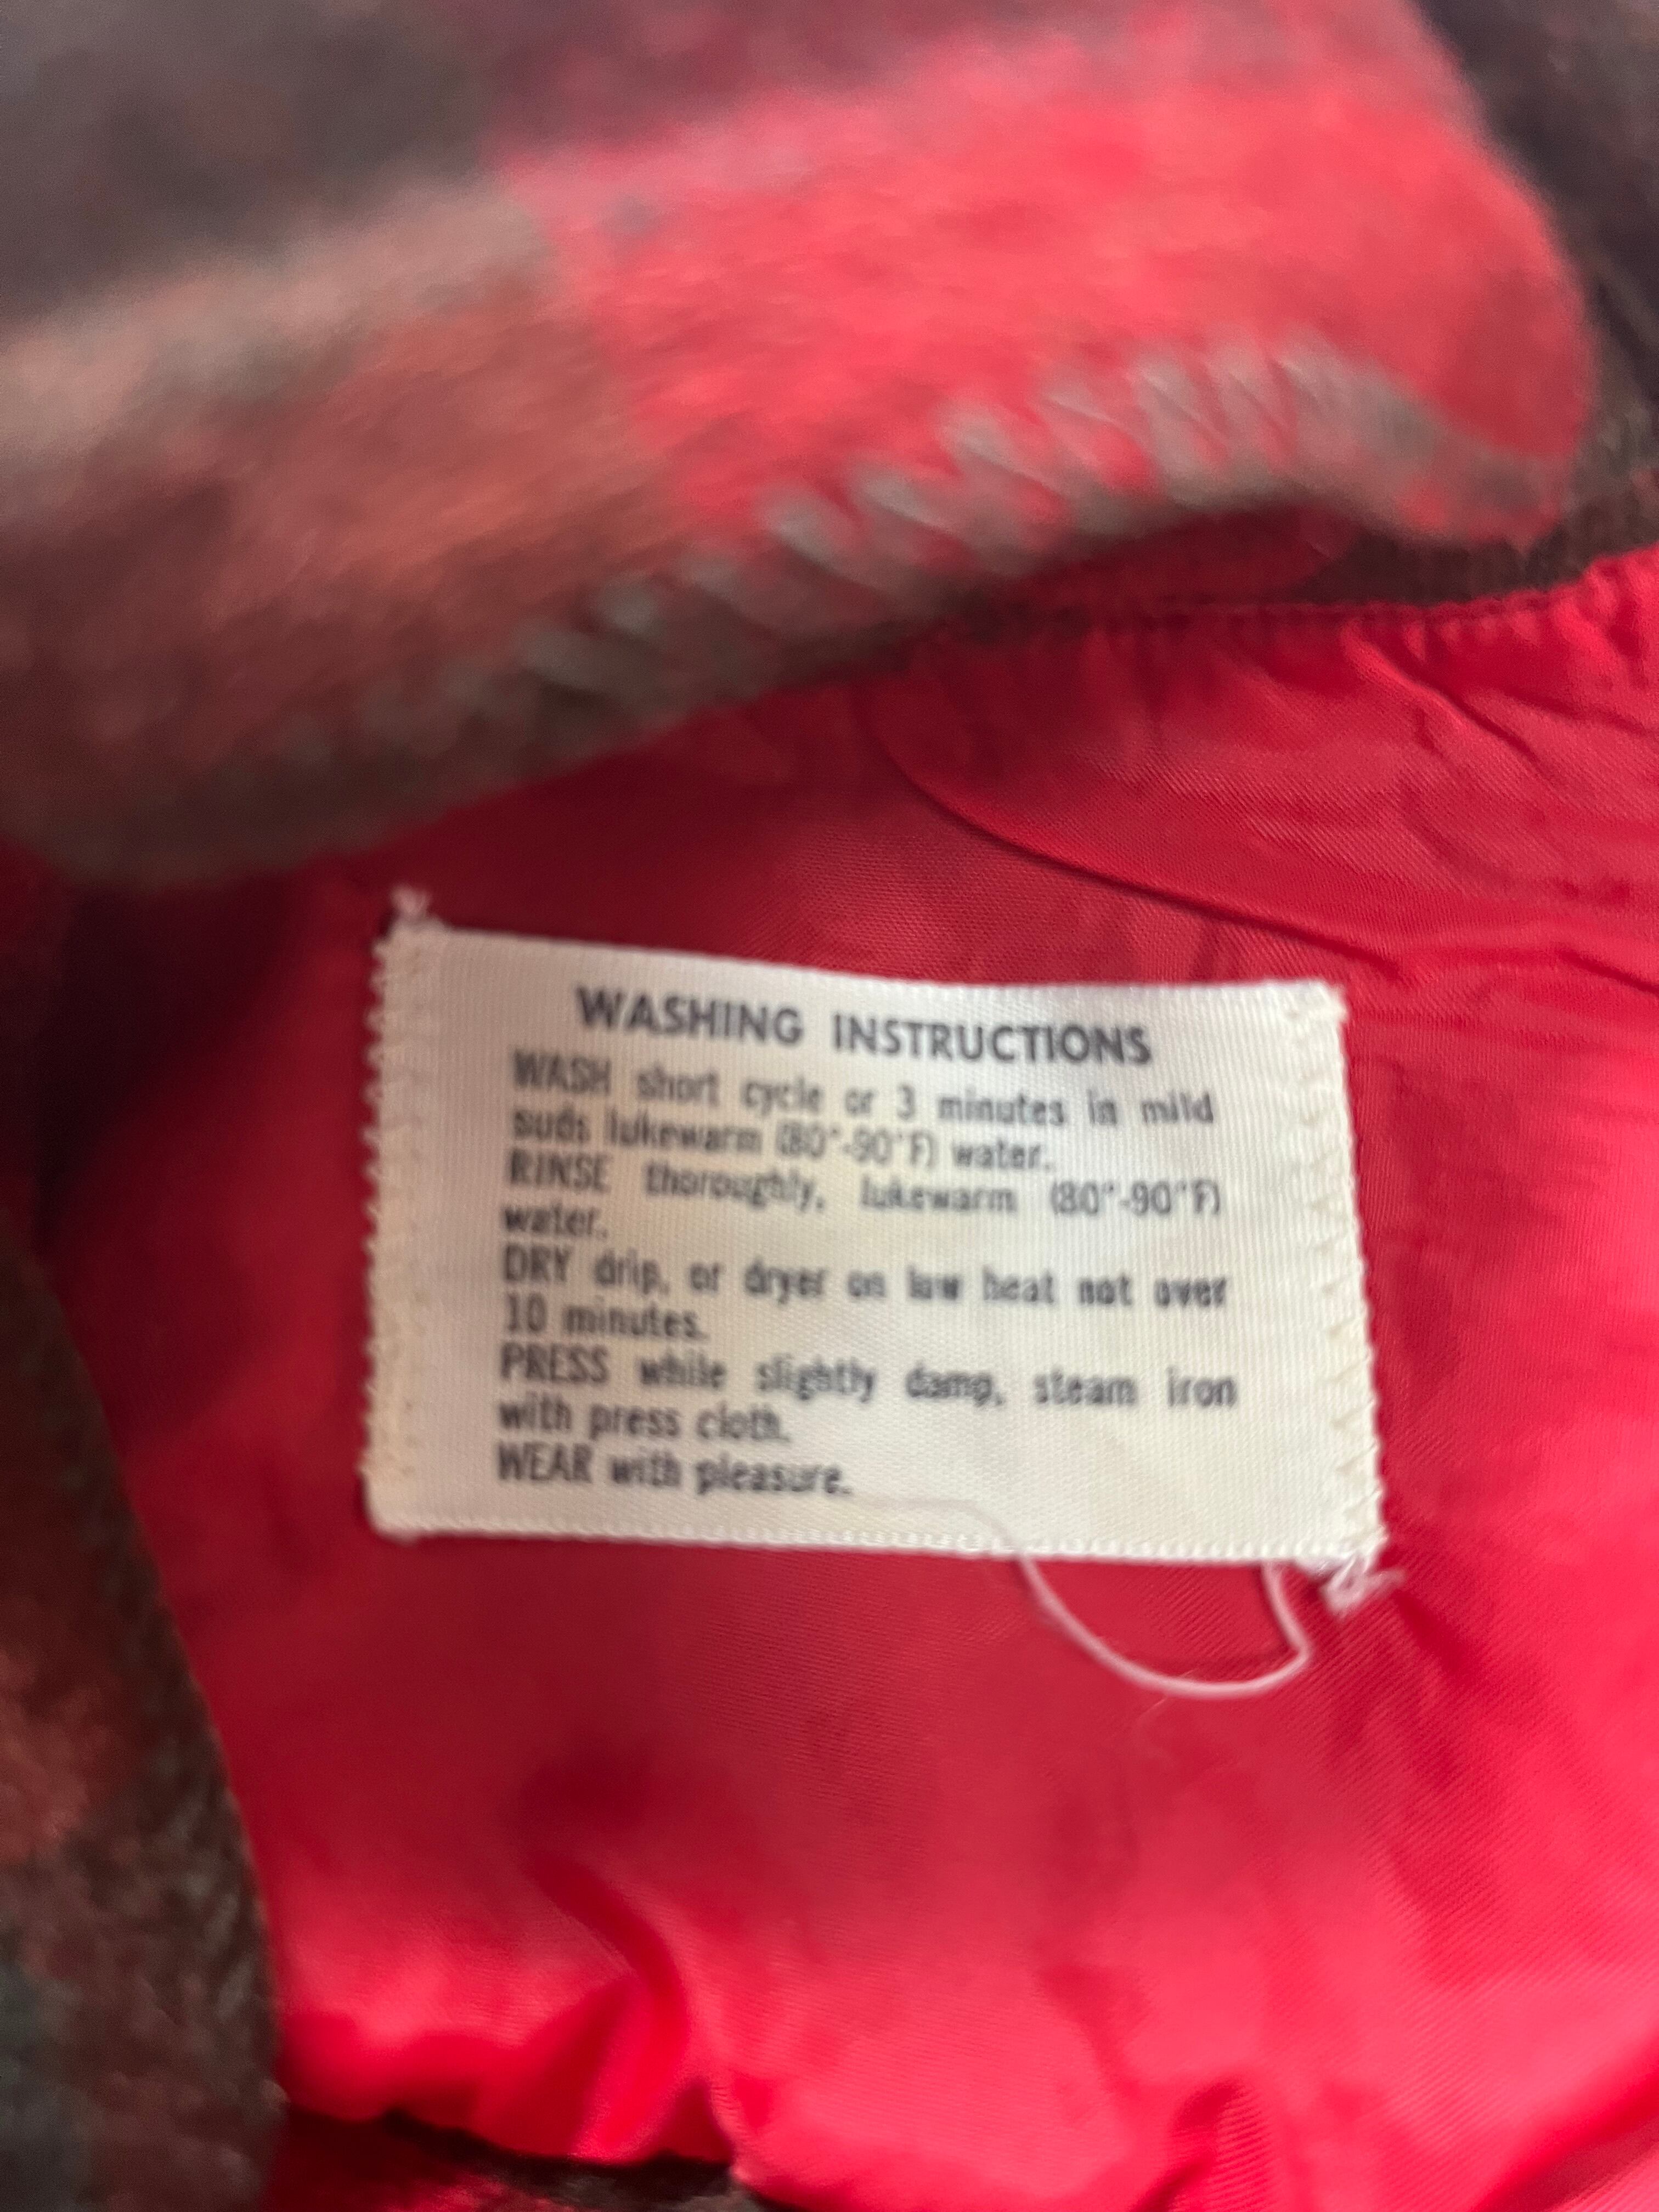 WASHING INSTRUCTIONS
WASH short cycle or 3 minutes in mild
suds lukewarm (80°-90°F) water.
RINSE thoroughly, lukewarm (80°-90°F)
water.
DRY drip, or dryer on low heat not over
10 minutes.
PRESS while slightly damp, steam iron
with press cloth.
WEAR with pleasure.